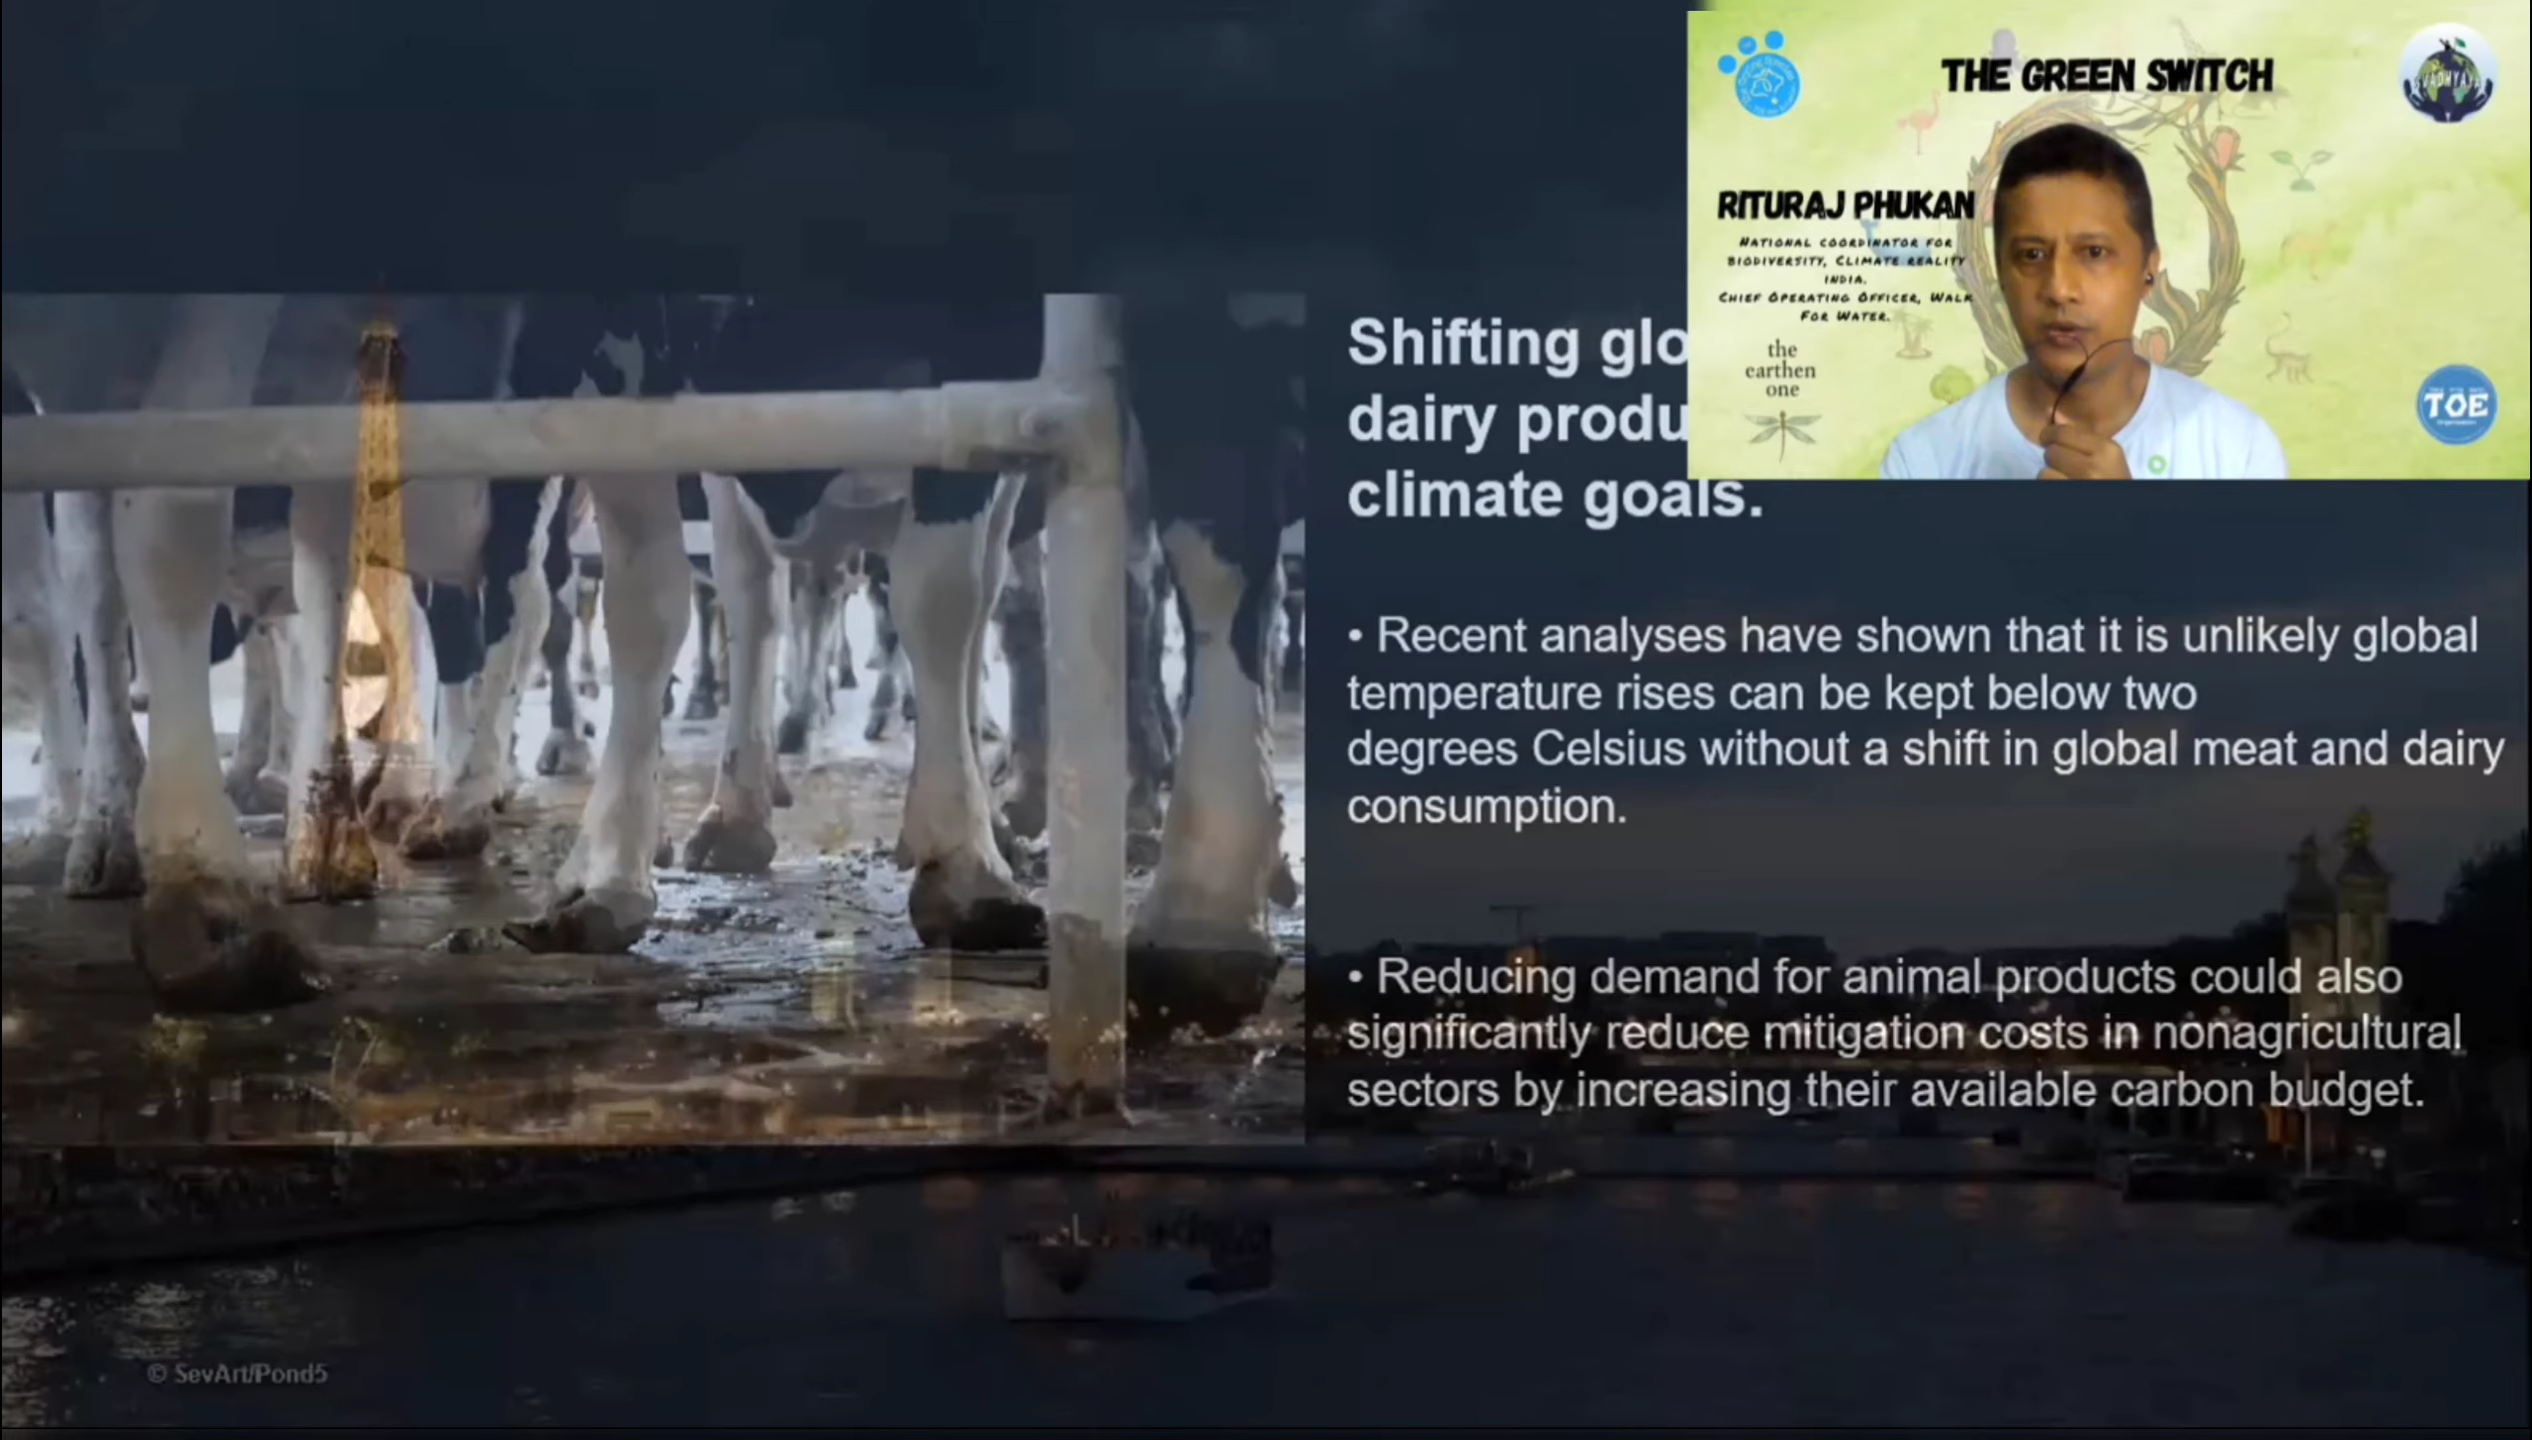 THE GREEN SWITCH
RITURAJ PHUKAN
NATIONAL COORDINATOR FOR
BIODIVERSITY, CLIMATE REALITY
INDIA.
CHIEF OPERATING OFFICER, WALK
FOR WATER.
the
earthen
one
TOE
Shifting glo
dairy produ
climate goals.
• Recent analyses have shown that it is unlikely global
temperature rises can be kept below two
degrees Celsius without a shift in global meat and dairy
consumption.
• Reducing demand for animal products could also
significantly reduce mitigation costs in nonagricultural
sectors by increasing their available carbon budget.
© SevArt/Pond5